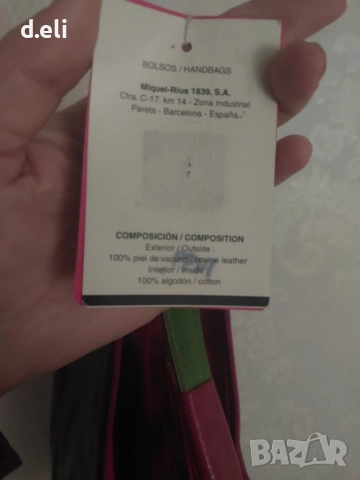 d.eli
BOLSOS / HANDBAGS
Miquel-Rius 1839, S.A.
Ctra. C-17. km 14 - Zona Industrial
Parets - Barcelona - España
COMPOSICIÓN / COMPOSITION
Exterior / Outside :
100% piel de vacuno / bovine leather
Interior / Inside :
100% algodón / cotton
BAZAR